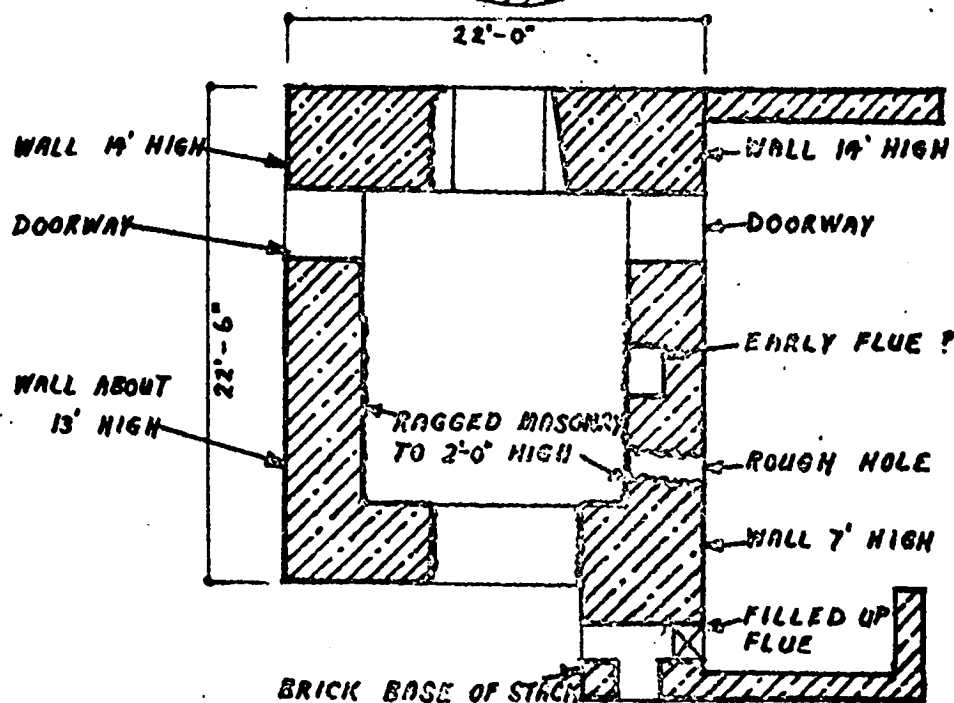 22'-0"
WALL 14' HIGH
WALL 14' HIGH
DOORWAY
DOORWAY
22'-6"
EARLY FLUE ?
WALL ABOUT
13' HIGH
RAGGED MASONRY
TO 2'-0" HIGH
ROUGH HOLE
WALL 7' HIGH
FILLED UP
FLUE
BRICK BASE OF STACK